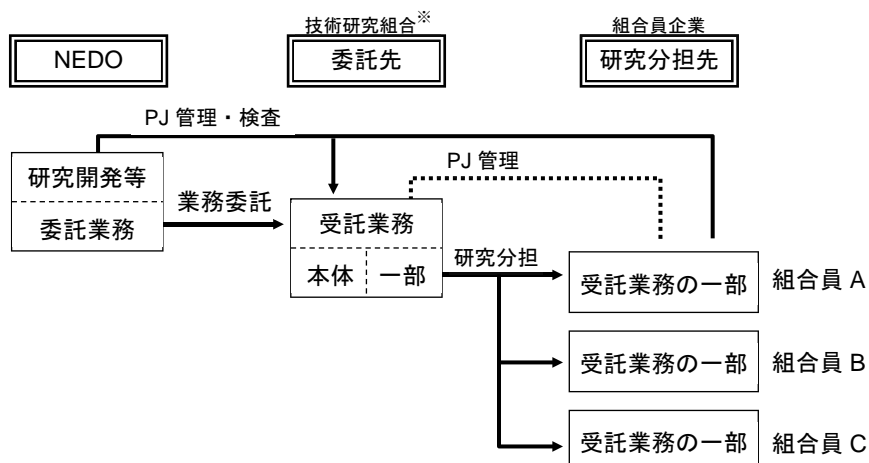 技術研究組合※
組合員企業
NEDO
委託先
研究分担先
PJ 管理・検査
PJ 管理
研究開発等
業務委託
委託業務
受託業務
研究分担
本体
一部
受託業務の一部
組合員 A
受託業務の一部
組合員 B
受託業務の一部
組合員 C